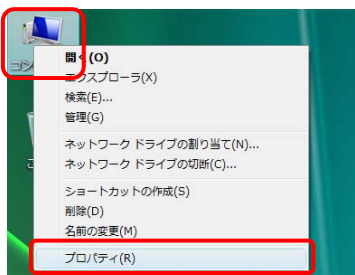 コン
開く(O)
エクスプローラ(X)
検索(E)...
管理(G)
ネットワーク ドライブの割り当て(N)...
ネットワーク ドライブの切断(C)...
ショートカットの作成(S)
削除(D)
名前の変更(M)
プロパティ(R)